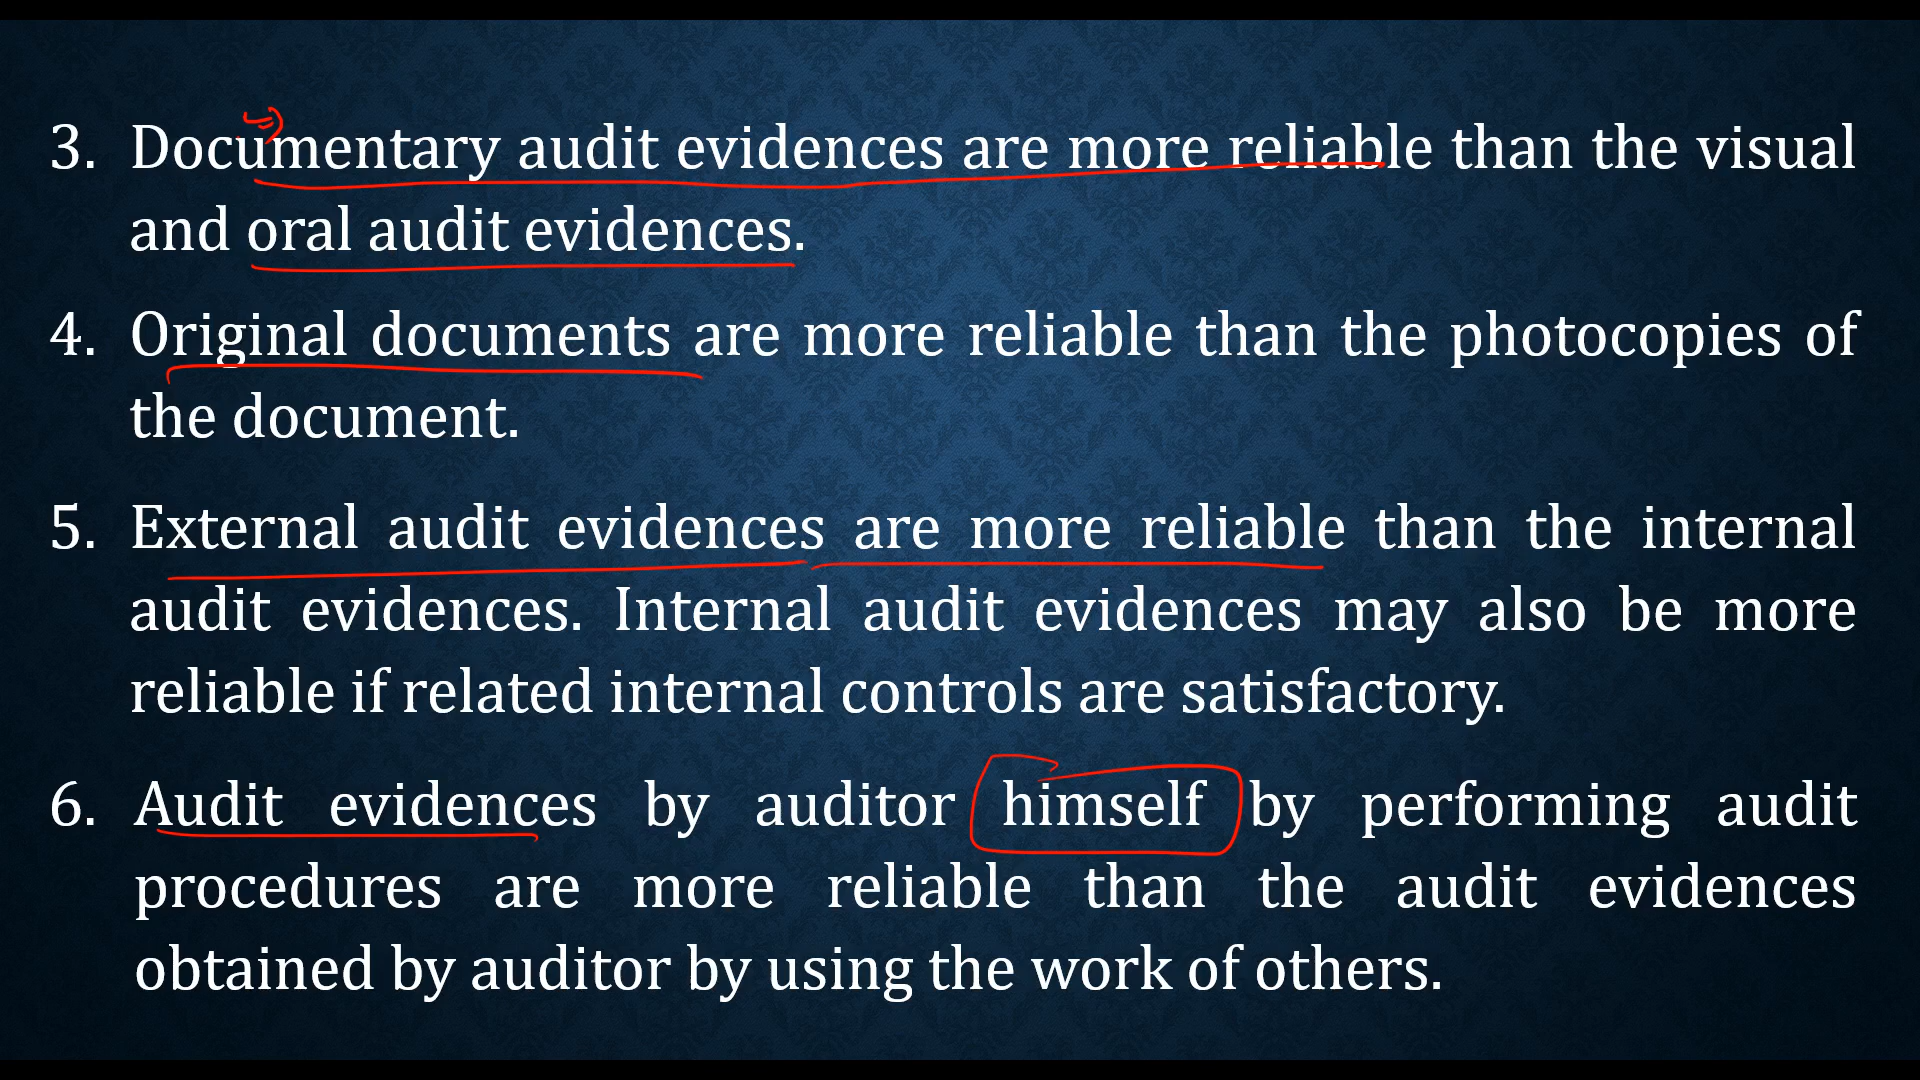 3. Documentary audit evidences are more reliable than the visual
and oral audit evidences.
4. Original documents are more reliable than the photocopies of
the document.
5. External audit evidences are more reliable than the internal
audit evidences. Internal audit evidences may also be more
reliable if related internal controls are satisfactory.
6. Audit evidences by auditor himself by performing audit
procedures are more reliable than the audit evidences
obtained by auditor by using the work of others.